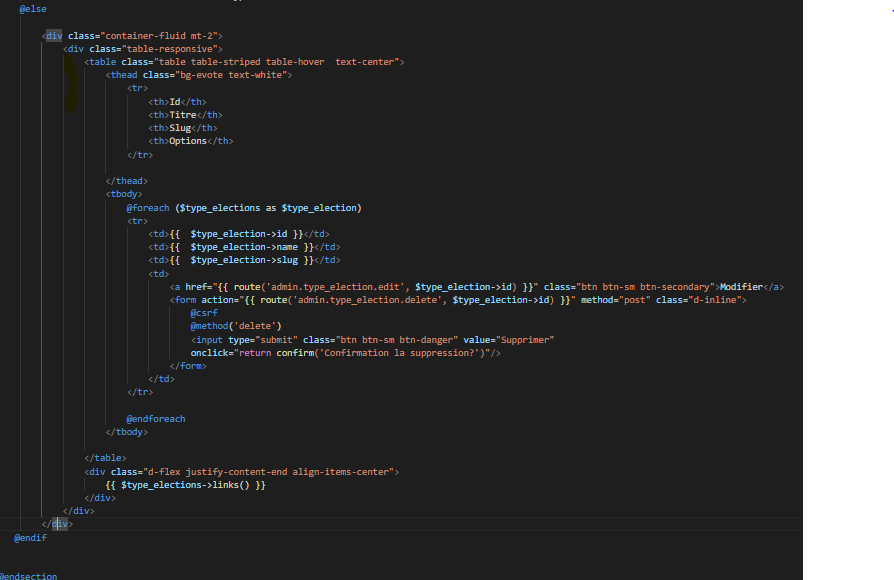 @else
<div class="container-fluid mt-2">
<div class="table-responsive">
<table class="table table-striped table-hover  text-center">
<thead class="bg-evote text-white">
<tr>
<th>Id</th>
<th>Titre</th>
<th>Slug</th>
<th>Options</th>
</tr>
</thead>
<tbody>
@foreach ($type_elections as $type_election)
<tr>
<td>{{  $type_election->id }}</td>
<td>{{  $type_election->name }}</td>
<td>{{  $type_election->slug }}</td>
<td>
<a href="{{ route('admin.type_election.edit', $type_election->id) }}" class="btn btn-sm btn-secondary">Modifier</a>
<form action="{{ route('admin.type_election.delete', $type_election->id) }}" method="post" class="d-inline">
@csrf
@method('delete')
<input type="submit" class="btn btn-sm btn-danger" value="Supprimer"
onclick="return confirm('Confirmation la suppression?')"/>
</form>
</td>
</tr>
@endforeach
</tbody>
</table>
<div class="d-flex justify-content-end align-items-center">
{{ $type_elections->links() }}
</div>
</div>
</div>
@endif
@endsection